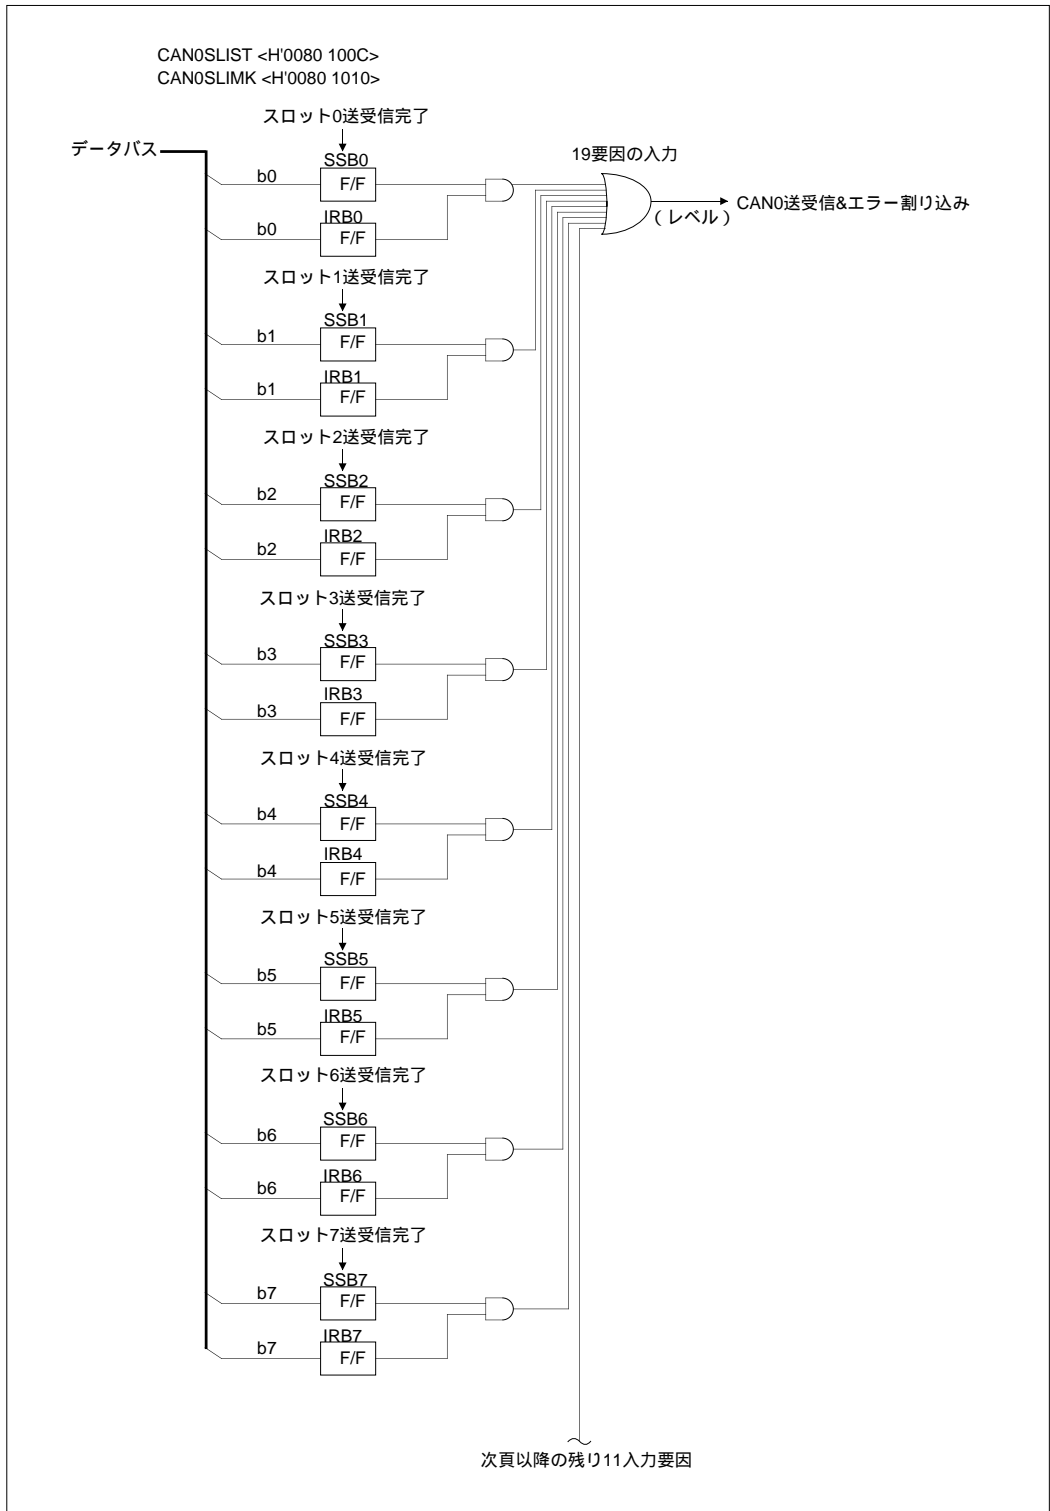 CAN0SLIST <H'0080 100C>
CAN0SLIMK <H'0080 1010>
スロット0送受信完了
データバス
19要因の入力
SSB0
b0
F/F
CAN0送受信&エラー割り込み
(レベル)
IRB0
b0
F/F
スロット1送受信完了
SSB1
b1
F/F
IRB1
b1
F/F
スロット2送受信完了
SSB2
b2
F/F
IRB2
b2
F/F
スロット3送受信完了
SSB3
b3
F/F
IRB3
b3
F/F
スロット4送受信完了
SSB4
b4
F/F
IRB4
b4
F/F
スロット5送受信完了
SSB5
b5
F/F
IRB5
b5
F/F
スロット6送受信完了
SSB6
b6
F/F
IRB6
b6
F/F
スロット7送受信完了
SSB7
b7
F/F
IRB7
b7
F/F
次頁以降の残り11入力要因